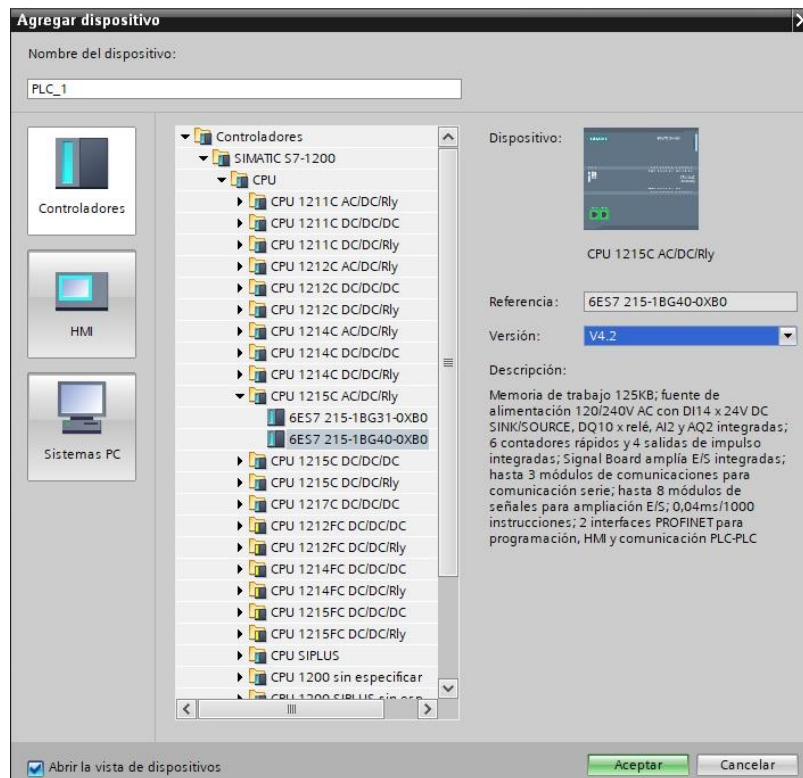 Agregar dispositivo
Nombre del dispositivo:
PLC_1
Controladores
HMI
Sistemas PC
Controladores
SIMATIC S7-1200
CPU
CPU 1211C AC/DC/Rly
CPU 1211C DC/DC/DC
CPU 1211C DC/DC/Rly
CPU 1212C AC/DC/Rly
CPU 1212C DC/DC/DC
CPU 1212C DC/DC/Rly
CPU 1214C AC/DC/Rly
CPU 1214C DC/DC/DC
CPU 1214C DC/DC/Rly
CPU 1215C AC/DC/Rly
6ES7 215-1BG31-0XB0
6ES7 215-1BG40-0XB0
CPU 1215C DC/DC/DC
CPU 1215C DC/DC/Rly
CPU 1217C DC/DC/DC
CPU 1212FC DC/DC/DC
CPU 1212FC DC/DC/Rly
CPU 1214FC DC/DC/DC
CPU 1214FC DC/DC/Rly
CPU 1215FC DC/DC/DC
CPU 1215FC DC/DC/Rly
CPU SIPLUS
CPU 1200 sin especificar
CPU 1200 SIPLUS sin esp
Dispositivo:
CPU 1215C AC/DC/Rly
Referencia: 6ES7 215-1BG40-0XB0
Versión: V4.2
Descripción:
Memoria de trabajo 125KB; fuente de
alimentación 120/240V AC con DI14 x 24V DC
SINK/SOURCE, DQ10 x relé, AI2 y AQ2 integradas;
6 contadores rápidos y 4 salidas de impulso
integradas; Signal Board amplía E/S integradas;
hasta 3 módulos de comunicaciones para
comunicación serie; hasta 8 módulos de
señales para ampliación E/S; 0,04ms/1000
instrucciones; 2 interfaces PROFINET para
programación, HMI y comunicación PLC-PLC
Abrir la vista de dispositivos
Aceptar
Cancelar